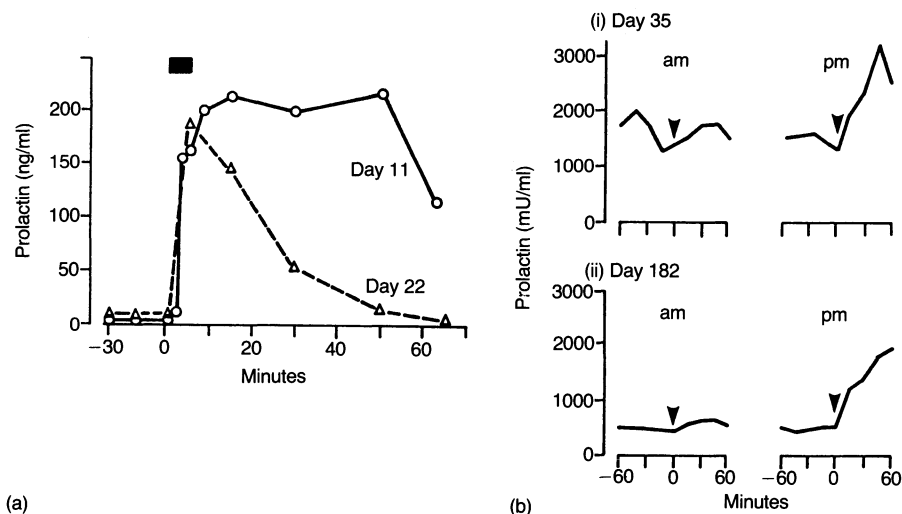 Prolactin (ng/ml)
200
150
100
50
0
Day 11
Day 22
−30
0
20
40
60
Minutes
(a)
(i) Day 35
am
pm
Prolactin (mU/ml)
3000
2000
1000
0
(ii) Day 182
am
pm
3000
2000
1000
0
−60
0
60
−60
0
60
Minutes
(b)